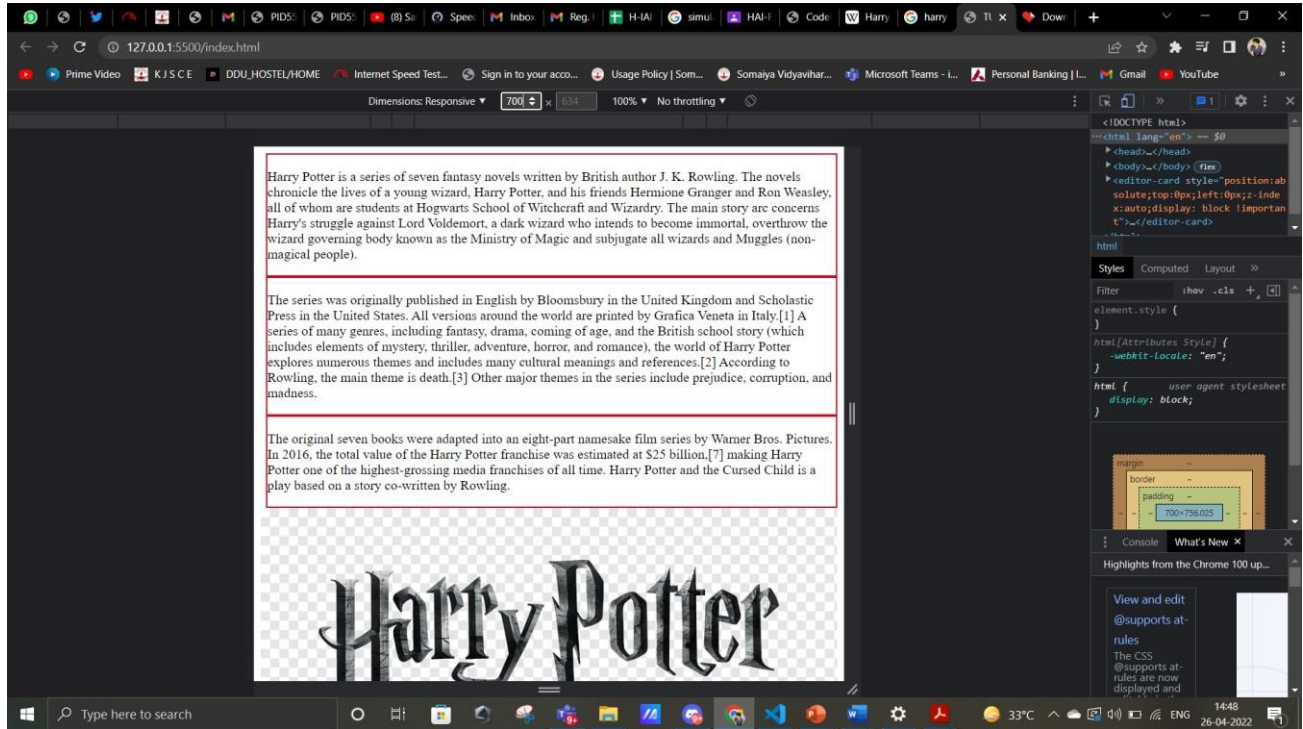 (8) Sa
Speec
Inbox
Reg.
H-IAI
simul
HAI-F
Code
Harry
harry
Down
127.0.0.1:5500/index.html
Prime Video
K J S C E
DDU_HOSTEL/HOME
Internet Speed Test...
Sign in to your acco...
Usage Policy | Som...
Somaiya Vidyavihar...
Microsoft Teams - i...
Personal Banking | I...
Gmail
YouTube
»
Dimensions: Responsive ▼ 700 × 634 100% ▼ No throttling ▼
Harry Potter is a series of seven fantasy novels written by British author J. K. Rowling. The novels
chronicle the lives of a young wizard, Harry Potter, and his friends Hermione Granger and Ron Weasley,
all of whom are students at Hogwarts School of Witchcraft and Wizardry. The main story arc concerns
Harry's struggle against Lord Voldemort, a dark wizard who intends to become immortal, overthrow the
wizard governing body known as the Ministry of Magic and subjugate all wizards and Muggles (non-
magical people).
The series was originally published in English by Bloomsbury in the United Kingdom and Scholastic
Press in the United States. All versions around the world are printed by Grafica Veneta in Italy.[1] A
series of many genres, including fantasy, drama, coming of age, and the British school story (which
includes elements of mystery, thriller, adventure, horror, and romance), the world of Harry Potter
explores numerous themes and includes many cultural meanings and references.[2] According to
Rowling, the main theme is death.[3] Other major themes in the series include prejudice, corruption, and
madness.
The original seven books were adapted into an eight-part namesake film series by Warner Bros. Pictures.
In 2016, the total value of the Harry Potter franchise was estimated at $25 billion,[7] making Harry
Potter one of the highest-grossing media franchises of all time. Harry Potter and the Cursed Child is a
play based on a story co-written by Rowling.
Harry Potter
» 1
<!DOCTYPE html>
<html lang="en"> == $0
<head>…</head>
<body>…</body> flex
<editor-card style="position:ab
solute;top:0px;left:0px;z-inde
x:auto;display: block !importan
t">…</editor-card>
html
Styles Computed Layout »
Filter :hov .cls +
element.style {
}
html[Attributes Style] {
-webkit-locale: "en";
}
html { user agent stylesheet
display: block;
}
margin
border
padding
700×756.025
Console What's New ×
Highlights from the Chrome 100 up...
View and edit
@supports at-
rules
The CSS
@supports at-
rules are now
displayed and
Type here to search
33°C
ENG
14:48
26-04-2022